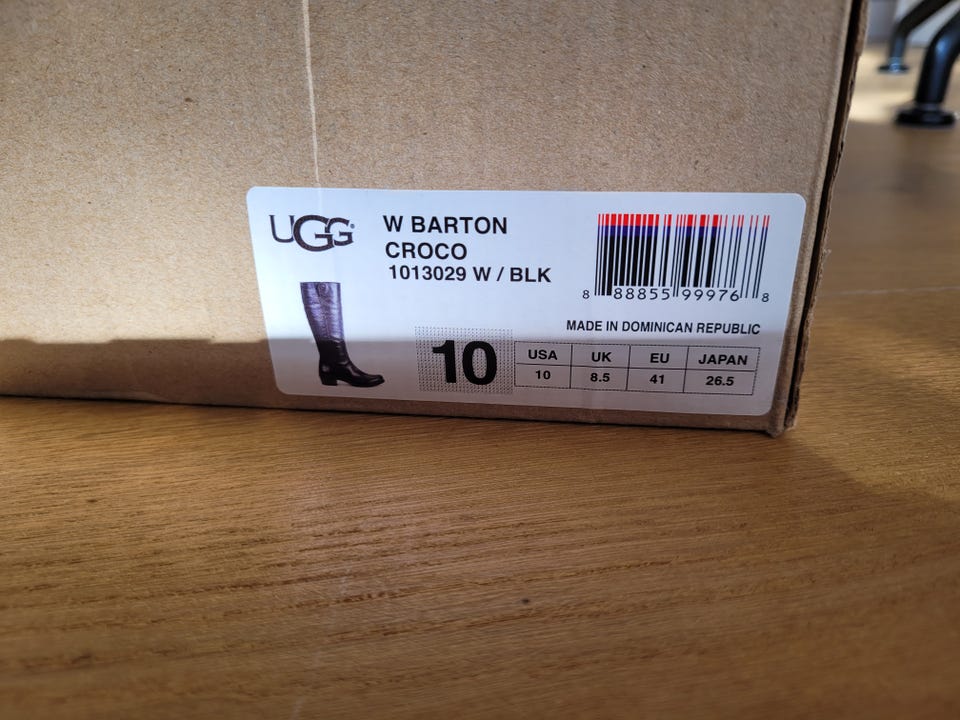 UGG®
W BARTON
CROCO
1013029 W / BLK
8 88855 99976 8
MADE IN DOMINICAN REPUBLIC
10
USA UK EU JAPAN
10 8.5 41 26.5